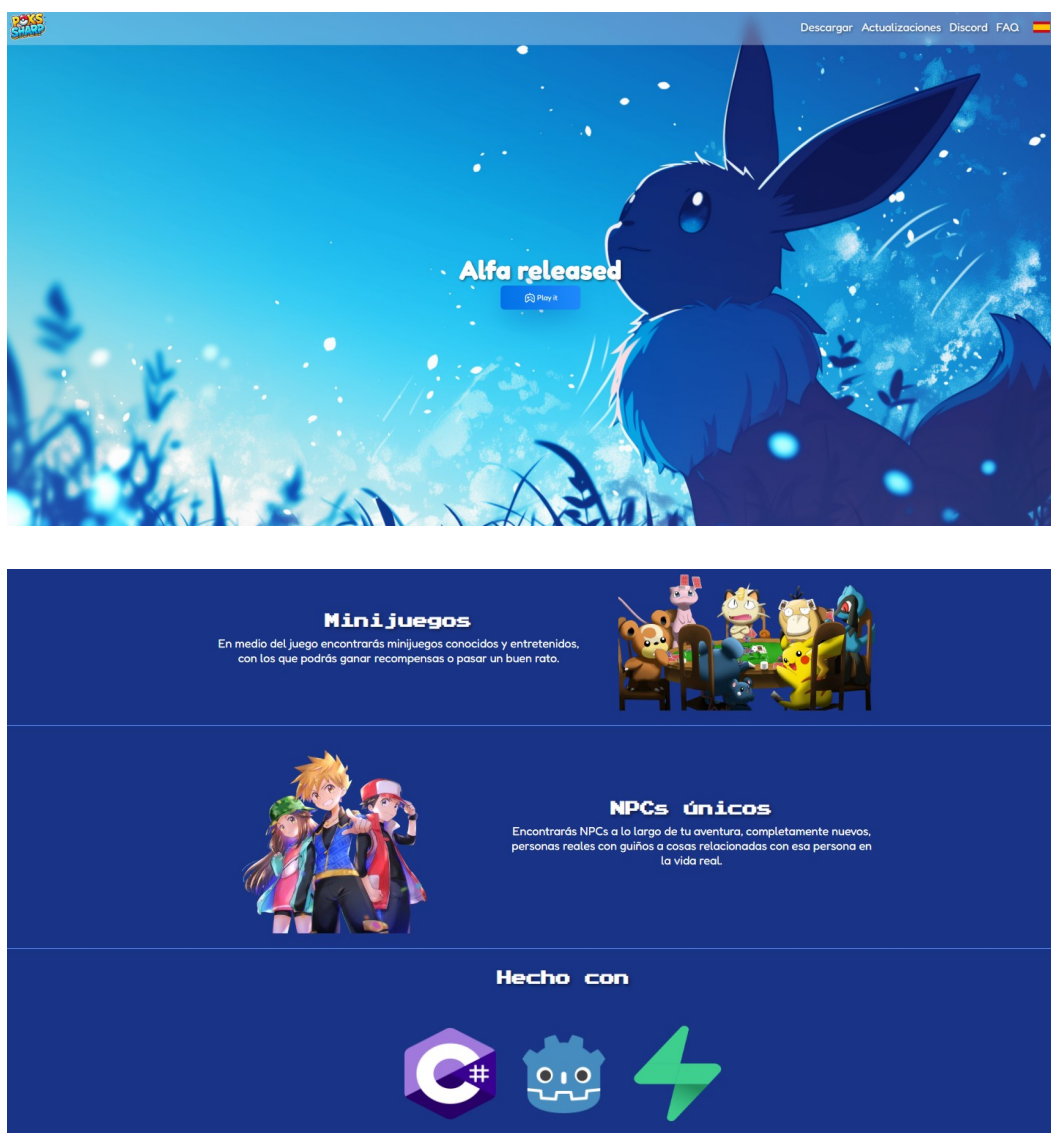 POKS
SHARP
Descargar Actualizaciones Discord FAQ
Alfa released
Play it
Minijuegos
En medio del juego encontrarás minijuegos conocidos y entretenidos,
con los que podrás ganar recompensas o pasar un buen rato.
NPCs únicos
Encontrarás NPCs a lo largo de tu aventura, completamente nuevos,
personas reales con guiños a cosas relacionadas con esa persona en
la vida real.
Hecho con
C#